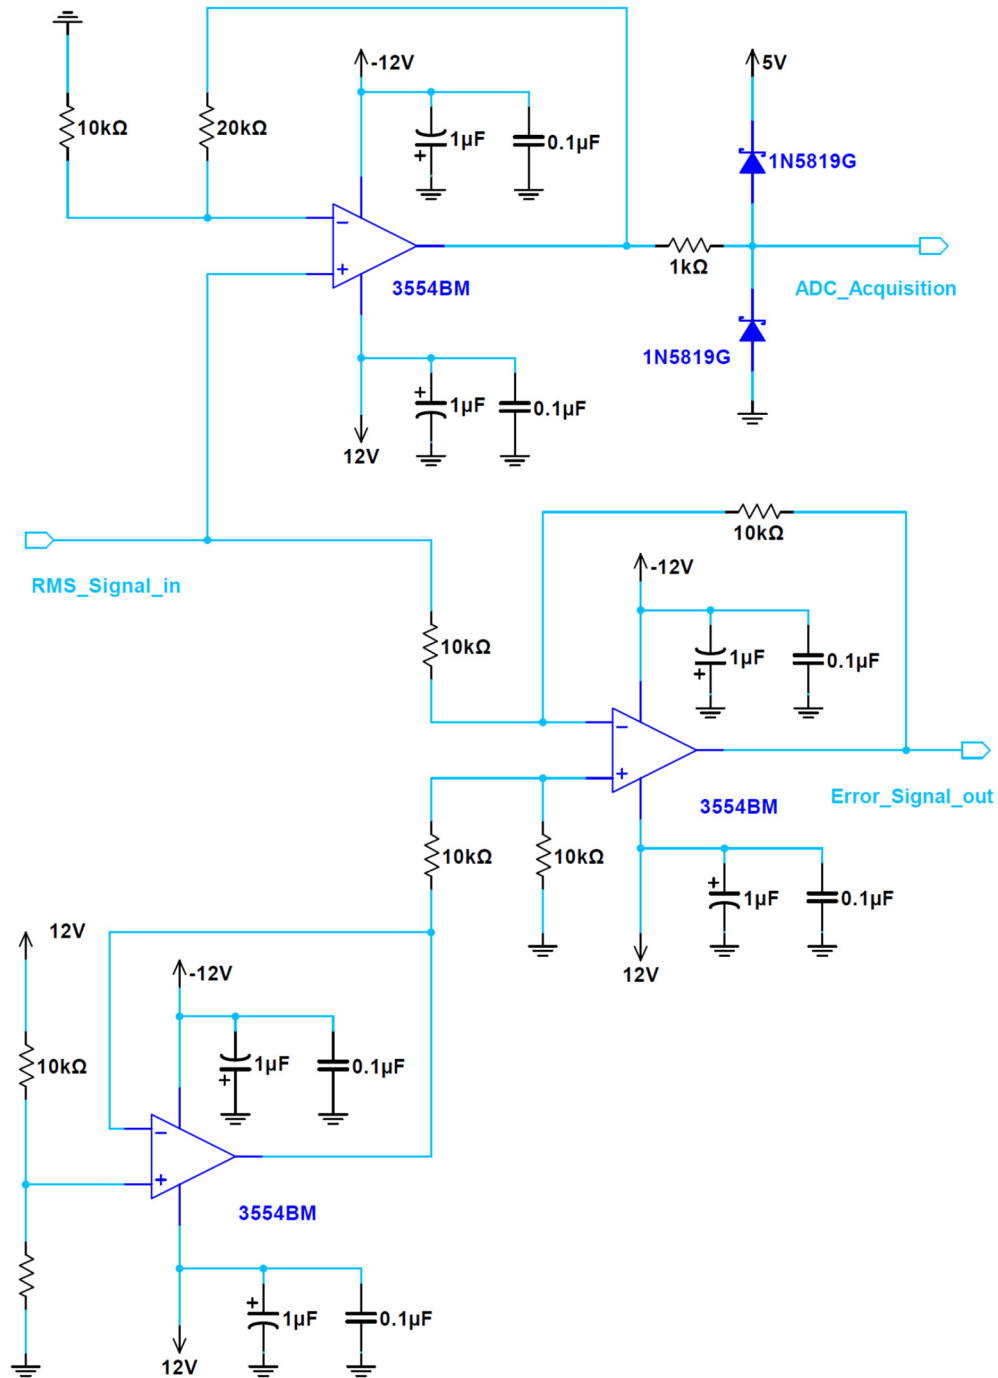 -12V
5V
10kΩ
20kΩ
1μF
0.1μF
1N5819G
1kΩ
3554BM
ADC_Acquisition
1N5819G
1μF
0.1μF
12V
10kΩ
RMS_Signal_in
-12V
10kΩ
1μF
0.1μF
Error_Signal_out
3554BM
10kΩ
10kΩ
1μF
0.1μF
12V
-12V
12V
10kΩ
1μF
0.1μF
3554BM
1μF
0.1μF
12V